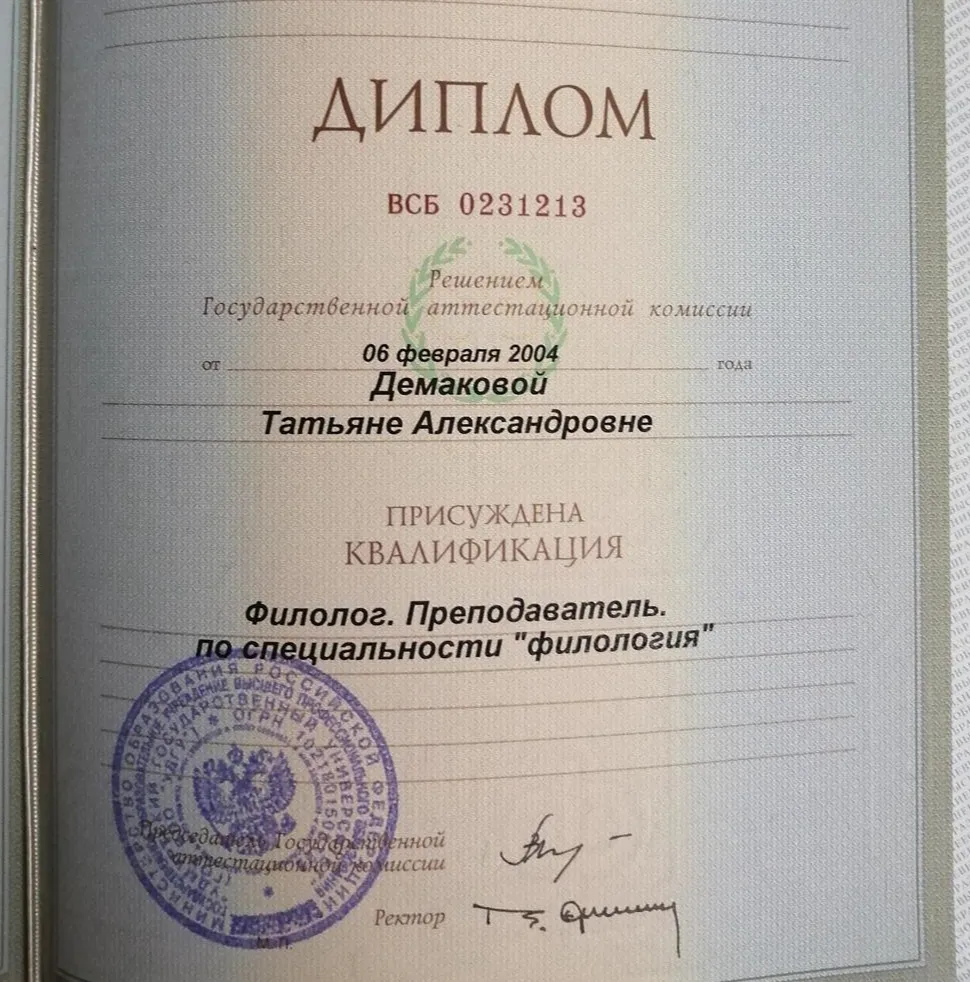 ДИПЛОМ
ВСБ 0231213
Решением
Государственной аттестационной комиссии
от 06 февраля 2004 года
Демаковой
Татьяне Александровне
ПРИСУЖДЕНА
КВАЛИФИКАЦИЯ
Филолог. Преподаватель.
по специальности "филология"
Председатель Государственной
аттестационной комиссии
Ректор
М.П.